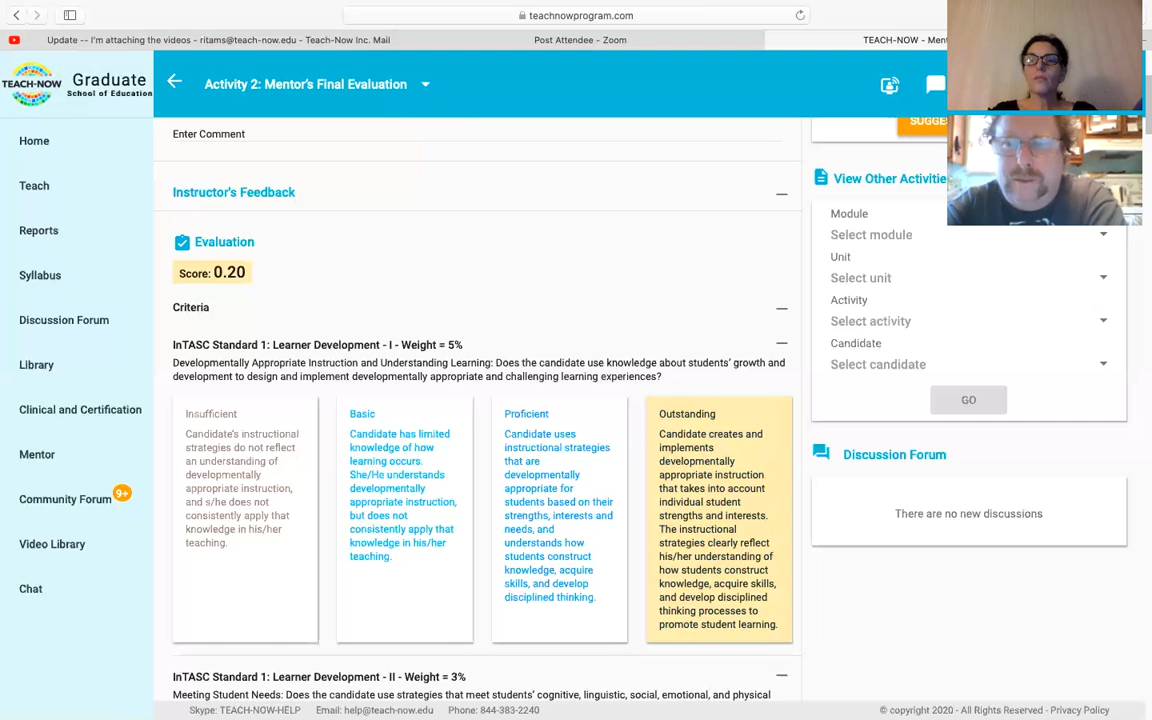 teachnowprogram.com
Update -- I'm attaching the videos - ritams@teach-now.edu - Teach-Now Inc. Mail
Post Attendee - Zoom
TEACH-NOW - Ment
TEACH-NOW
Graduate
School of Education
Activity 2: Mentor's Final Evaluation
Home
Teach
Reports
Syllabus
Discussion Forum
Library
Clinical and Certification
Mentor
Community Forum
9+
Video Library
Chat
Enter Comment
Instructor's Feedback
Evaluation
Score: 0.20
Criteria
InTASC Standard 1: Learner Development - I - Weight = 5%
Developmentally Appropriate Instruction and Understanding Learning: Does the candidate use knowledge about students' growth and
development to design and implement developmentally appropriate and challenging learning experiences?
Insufficient
Candidate's instructional
strategies do not reflect
an understanding of
developmentally
appropriate instruction,
and s/he does not
consistently apply that
knowledge in his/her
teaching.
Basic
Candidate has limited
knowledge of how
learning occurs.
She/He understands
developmentally
appropriate instruction,
but does not
consistently apply that
knowledge in his/her
teaching.
Proficient
Candidate uses
instructional strategies
that are
developmentally
appropriate for
students based on their
strengths, interests and
needs, and
understands how
students construct
knowledge, acquire
skills, and develop
disciplined thinking.
Outstanding
Candidate creates and
implements
developmentally
appropriate instruction
that takes into account
individual student
strengths and interests.
The instructional
strategies clearly reflect
his/her understanding of
how students construct
knowledge, acquire skills,
and develop disciplined
thinking processes to
promote student learning.
InTASC Standard 1: Learner Development - II - Weight = 3%
Meeting Student Needs: Does the candidate use strategies that meet students' cognitive, linguistic, social, emotional, and physical
SUGGE
View Other Activitie
Module
Select module
Unit
Select unit
Activity
Select activity
Candidate
Select candidate
GO
Discussion Forum
There are no new discussions
Skype: TEACH-NOW-HELP Email: help@teach-now.edu Phone: 844-383-2240
© copyright 2020 - All Rights Reserved - Privacy Policy